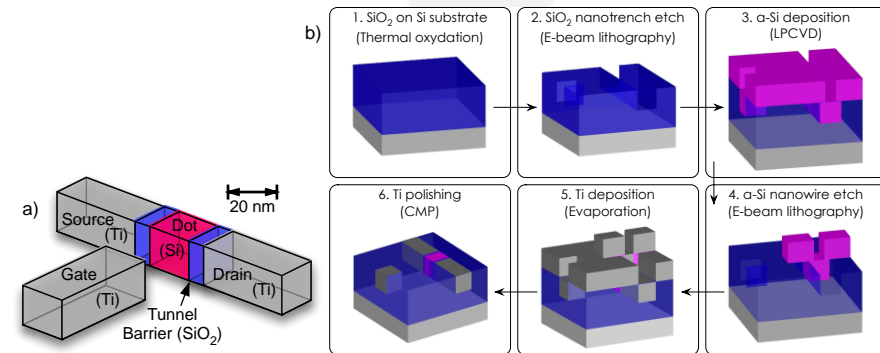 a)
Source
(Ti)
Dot
(Si)
20 nm
Gate
(Ti)
Drain
(Ti)
Tunnel
Barrier (SiO₂)
b)
1. SiO₂ on Si substrate
(Thermal oxydation)
2. SiO₂ nanotrench etch
(E-beam lithography)
3. a-Si deposition
(LPCVD)
6. Ti polishing
(CMP)
5. Ti deposition
(Evaporation)
4. a-Si nanowire etch
(E-beam lithography)